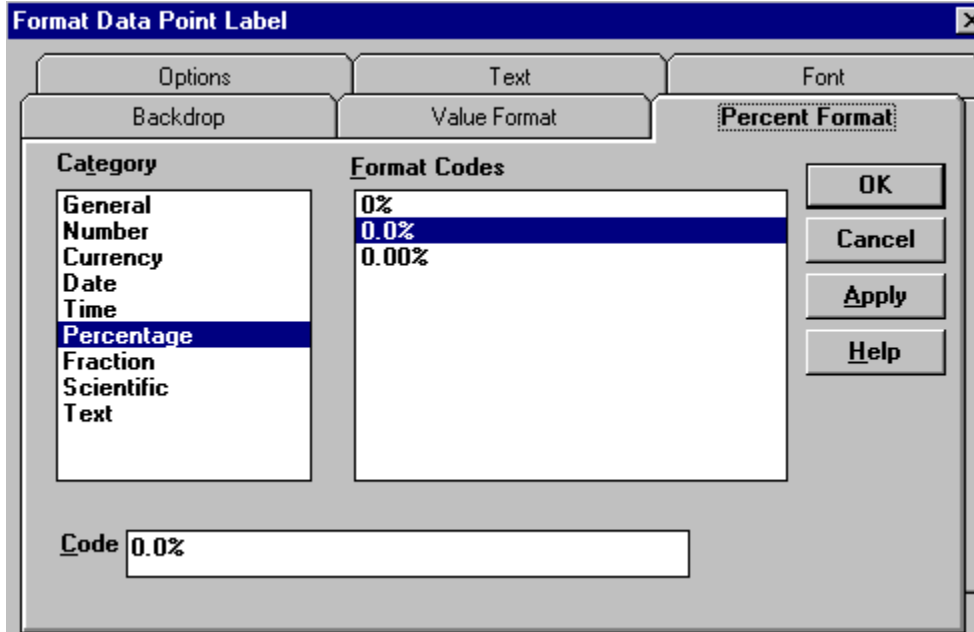 Format Data Point Label
Options Text Font
Backdrop Value Format Percent Format
Category
General
Number
Currency
Date
Time
Percentage
Fraction
Scientific
Text
Format Codes
0%
0.0%
0.00%
OK
Cancel
Apply
Help
Code 0.0%